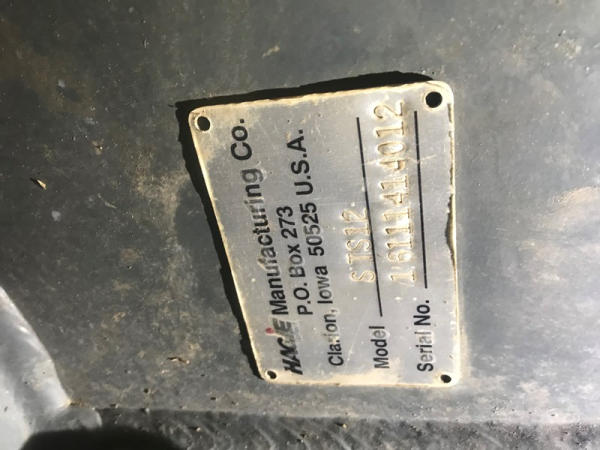 HAGIE Manufacturing Co.
P.O. Box 273
Clarion, Iowa 50525 U.S.A.
Model STS12
Serial No. 16111414012